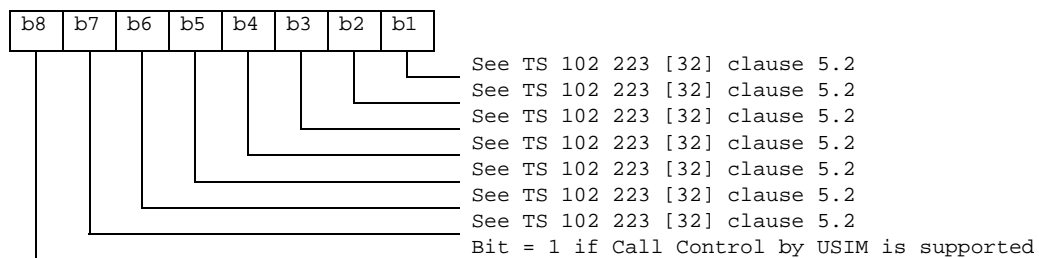 b8 b7 b6 b5 b4 b3 b2 b1
See TS 102 223 [32] clause 5.2
See TS 102 223 [32] clause 5.2
See TS 102 223 [32] clause 5.2
See TS 102 223 [32] clause 5.2
See TS 102 223 [32] clause 5.2
See TS 102 223 [32] clause 5.2
See TS 102 223 [32] clause 5.2
Bit = 1 if Call Control by USIM is supported